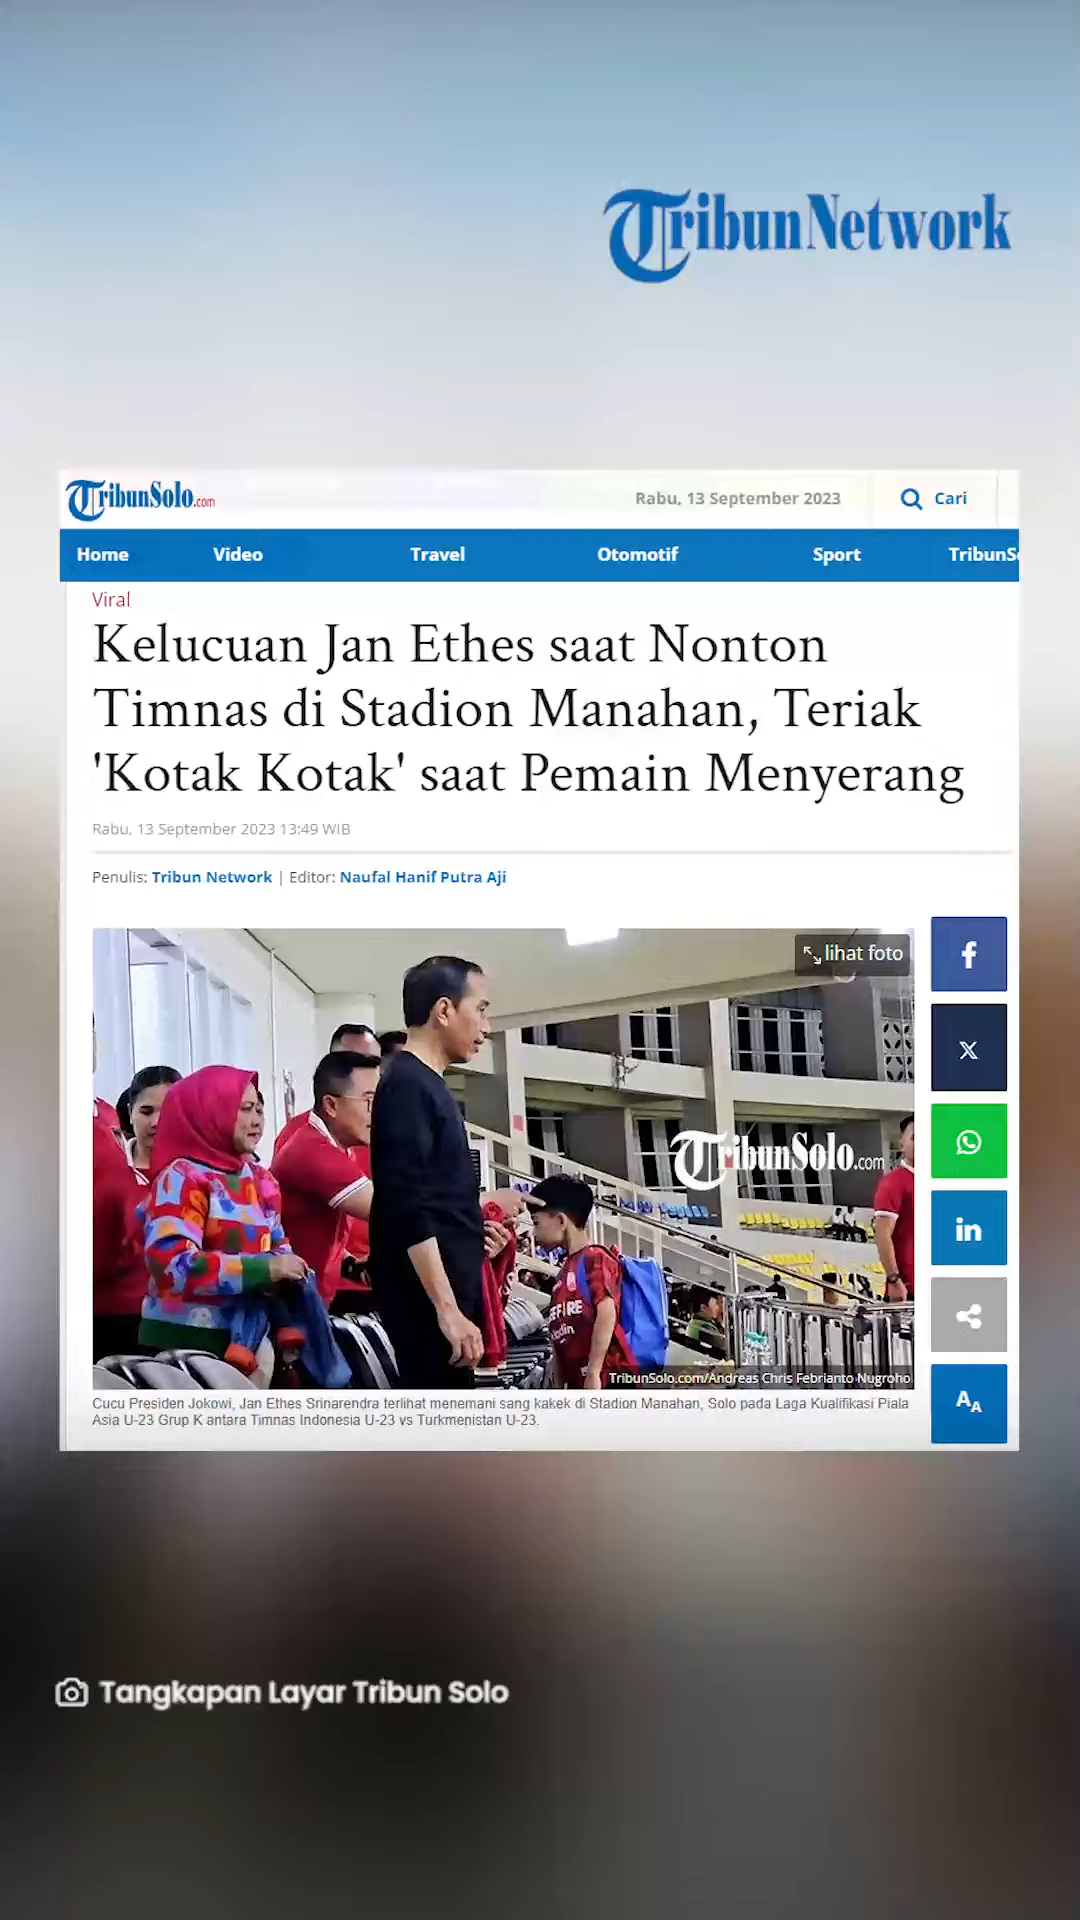 TribunNetwork
TribunSolo.com
Rabu, 13 September 2023
Cari
Home Video Travel Otomotif Sport TribunS
Viral
Kelucuan Jan Ethes saat Nonton
Timnas di Stadion Manahan, Teriak
'Kotak Kotak' saat Pemain Menyerang
Rabu, 13 September 2023 13:49 WIB
Penulis: Tribun Network | Editor: Naufal Hanif Putra Aji
lihat foto
TribunSolo.com
TribunSolo.com/Andreas Chris Febrianto Nugroho
Cucu Presiden Jokowi, Jan Ethes Srinarendra terlihat menemani sang kakek di Stadion Manahan, Solo pada Laga Kualifikasi Piala
Asia U-23 Grup K antara Timnas Indonesia U-23 vs Turkmenistan U-23.
f
X
in
AA
Tangkapan Layar Tribun Solo